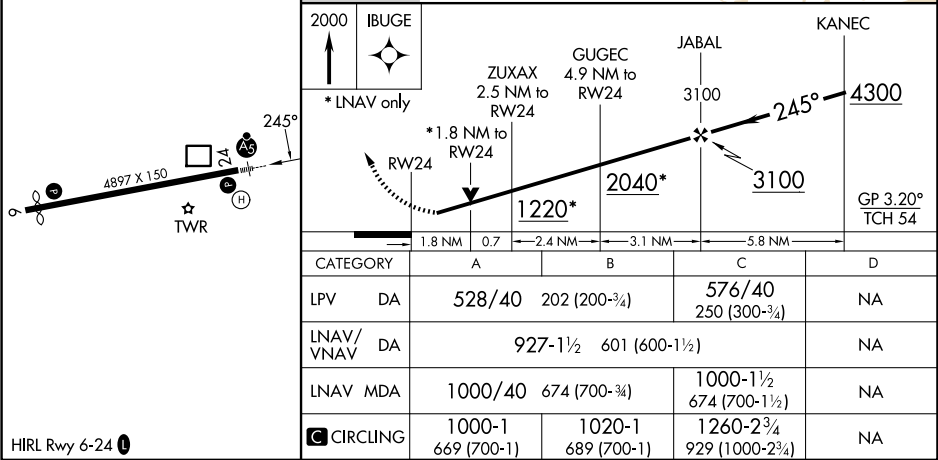 2000
IBUGE
* LNAV only
RW24
*1.8 NM to
RW24
ZUXAX
2.5 NM to
RW24
GUGEC
4.9 NM to
RW24
JABAL
3100
KANEC
4300
245°
3100
2040*
1220*
GP 3.20°
TCH 54
1.8 NM 0.7 2.4 NM 3.1 NM 5.8 NM
245°
A5
24
4897 X 150
P
P
H
6
TWR
HIRL Rwy 6-24 L
CATEGORY A B C D
LPV DA 528/40 202 (200-¾) 576/40 250 (300-¾) NA
LNAV/ VNAV DA 927-1½ 601 (600-1½) NA
LNAV MDA 1000/40 674 (700-¾) 1000-1½ 674 (700-1½) NA
C CIRCLING 1000-1 669 (700-1) 1020-1 689 (700-1) 1260-2¾ 929 (1000-2¾) NA